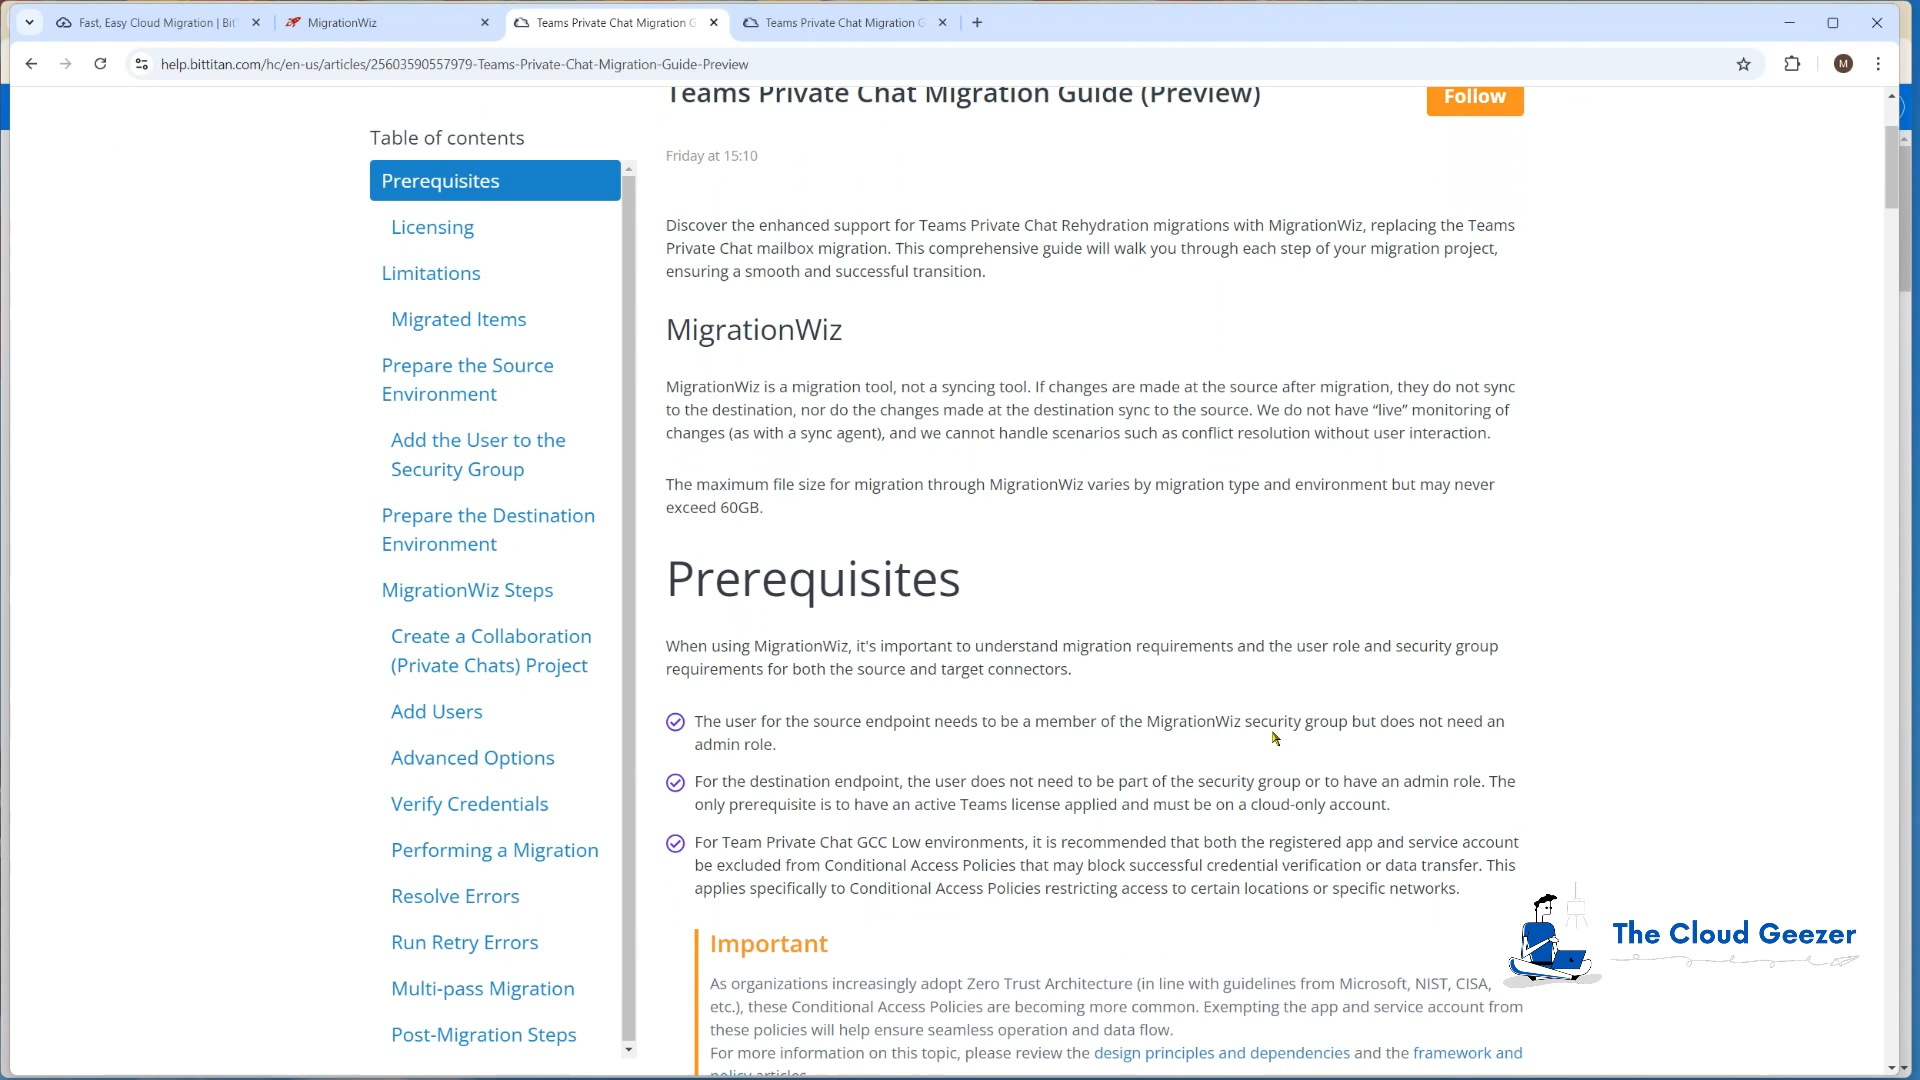 Fast, Easy Cloud Migration | Bit
MigrationWiz
Teams Private Chat Migration G
Teams Private Chat Migration G
help.bittitan.com/hc/en-us/articles/25603590557979-Teams-Private-Chat-Migration-Guide-Preview
M
Teams Private Chat Migration Guide (Preview)
Follow
Friday at 15:10
Table of contents
Prerequisites
Licensing
Limitations
Migrated Items
Prepare the Source
Environment
Add the User to the
Security Group
Prepare the Destination
Environment
MigrationWiz Steps
Create a Collaboration
(Private Chats) Project
Add Users
Advanced Options
Verify Credentials
Performing a Migration
Resolve Errors
Run Retry Errors
Multi-pass Migration
Post-Migration Steps
Discover the enhanced support for Teams Private Chat Rehydration migrations with MigrationWiz, replacing the Teams
Private Chat mailbox migration. This comprehensive guide will walk you through each step of your migration project,
ensuring a smooth and successful transition.
MigrationWiz
MigrationWiz is a migration tool, not a syncing tool. If changes are made at the source after migration, they do not sync
to the destination, nor do the changes made at the destination sync to the source. We do not have “live” monitoring of
changes (as with a sync agent), and we cannot handle scenarios such as conflict resolution without user interaction.
The maximum file size for migration through MigrationWiz varies by migration type and environment but may never
exceed 60GB.
Prerequisites
When using MigrationWiz, it's important to understand migration requirements and the user role and security group
requirements for both the source and target connectors.
The user for the source endpoint needs to be a member of the MigrationWiz security group but does not need an
admin role.
For the destination endpoint, the user does not need to be part of the security group or to have an admin role. The
only prerequisite is to have an active Teams license applied and must be on a cloud-only account.
For Team Private Chat GCC Low environments, it is recommended that both the registered app and service account
be excluded from Conditional Access Policies that may block successful credential verification or data transfer. This
applies specifically to Conditional Access Policies restricting access to certain locations or specific networks.
Important
As organizations increasingly adopt Zero Trust Architecture (in line with guidelines from Microsoft, NIST, CISA,
etc.), these Conditional Access Policies are becoming more common. Exempting the app and service account from
these policies will help ensure seamless operation and data flow.
For more information on this topic, please review the design principles and dependencies and the framework and
policy articles.
The Cloud Geezer